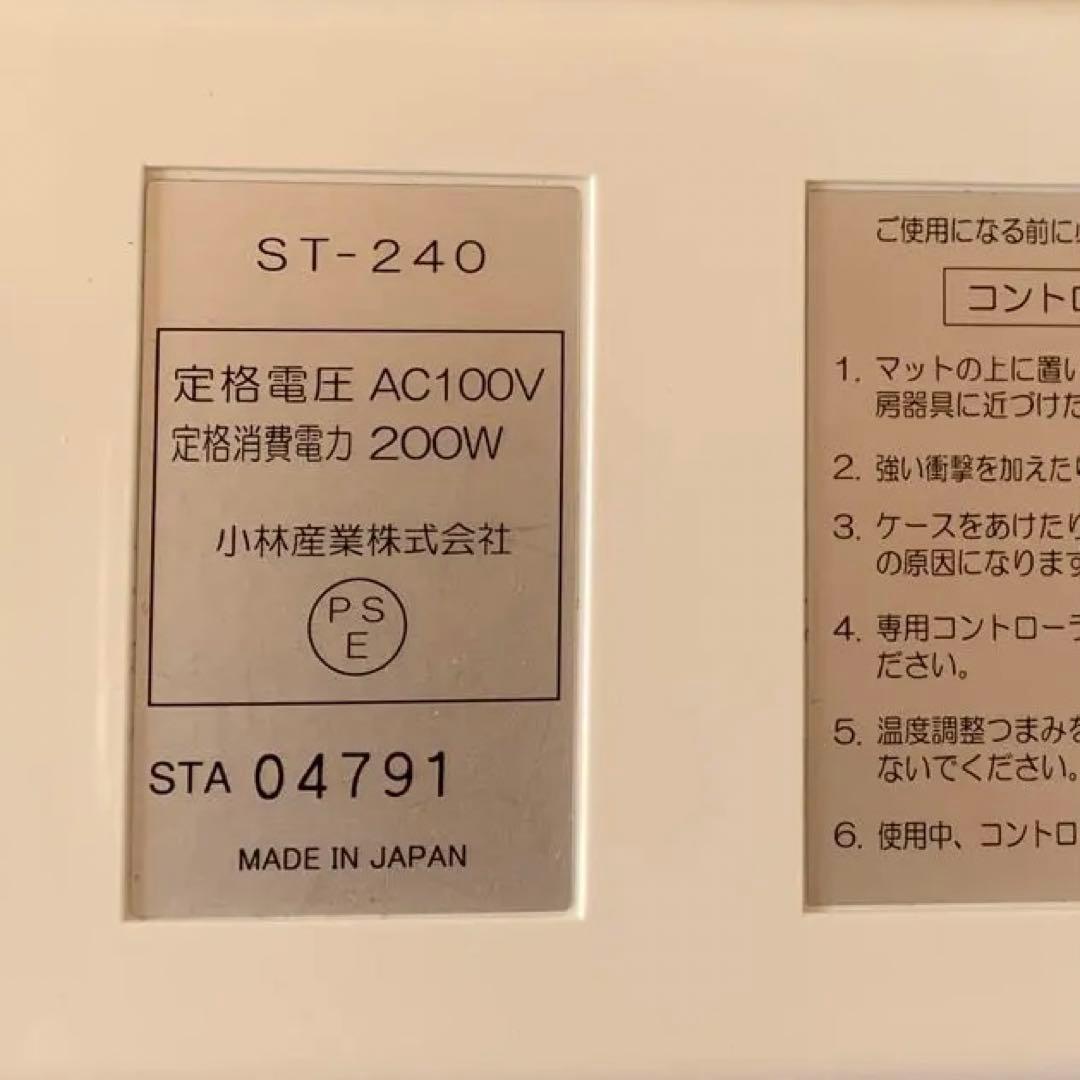 ST-240
定格電圧 AC100V
定格消費電力 200W
小林産業株式会社
PS
E
STA 04791
MADE IN JAPAN
ご使用になる前に
コント
1. マットの上に置い
房器具に近づけた
2. 強い衝撃を加えた
3. ケースをあけたり
の原因になります
4. 専用コントローラ
ださい。
5. 温度調整つまみを
ないでください。
6. 使用中、コントロ